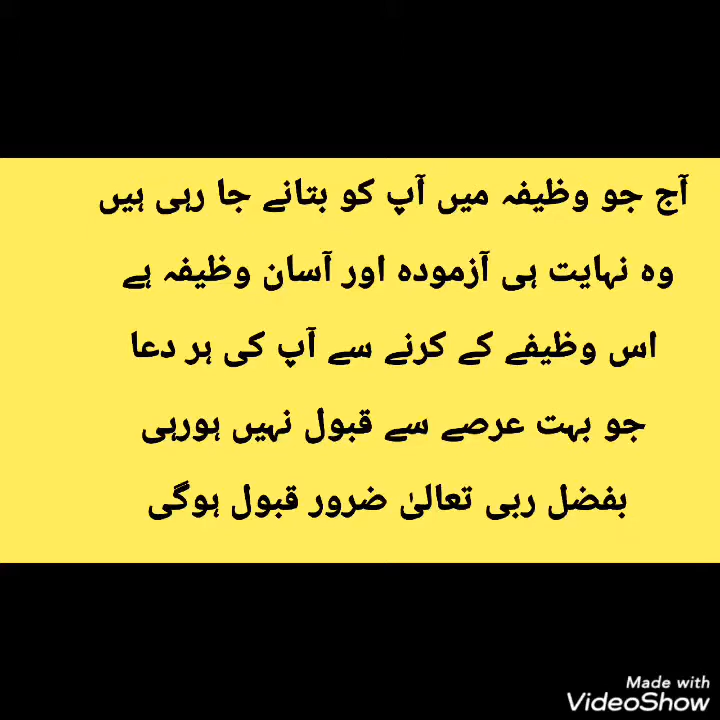 آج جو وظیفہ میں آپ کو بتانے جا رہی ہیں
وہ نہایت ہی آزمودہ اور آسان وظیفہ ہے
اس وظیفے کے کرنے سے آپ کی ہر دعا
جو بہت عرصے سے قبول نہیں ہورہی
بفضل ربی تعالیٰ ضرور قبول ہوگی
Made with
VideoShow